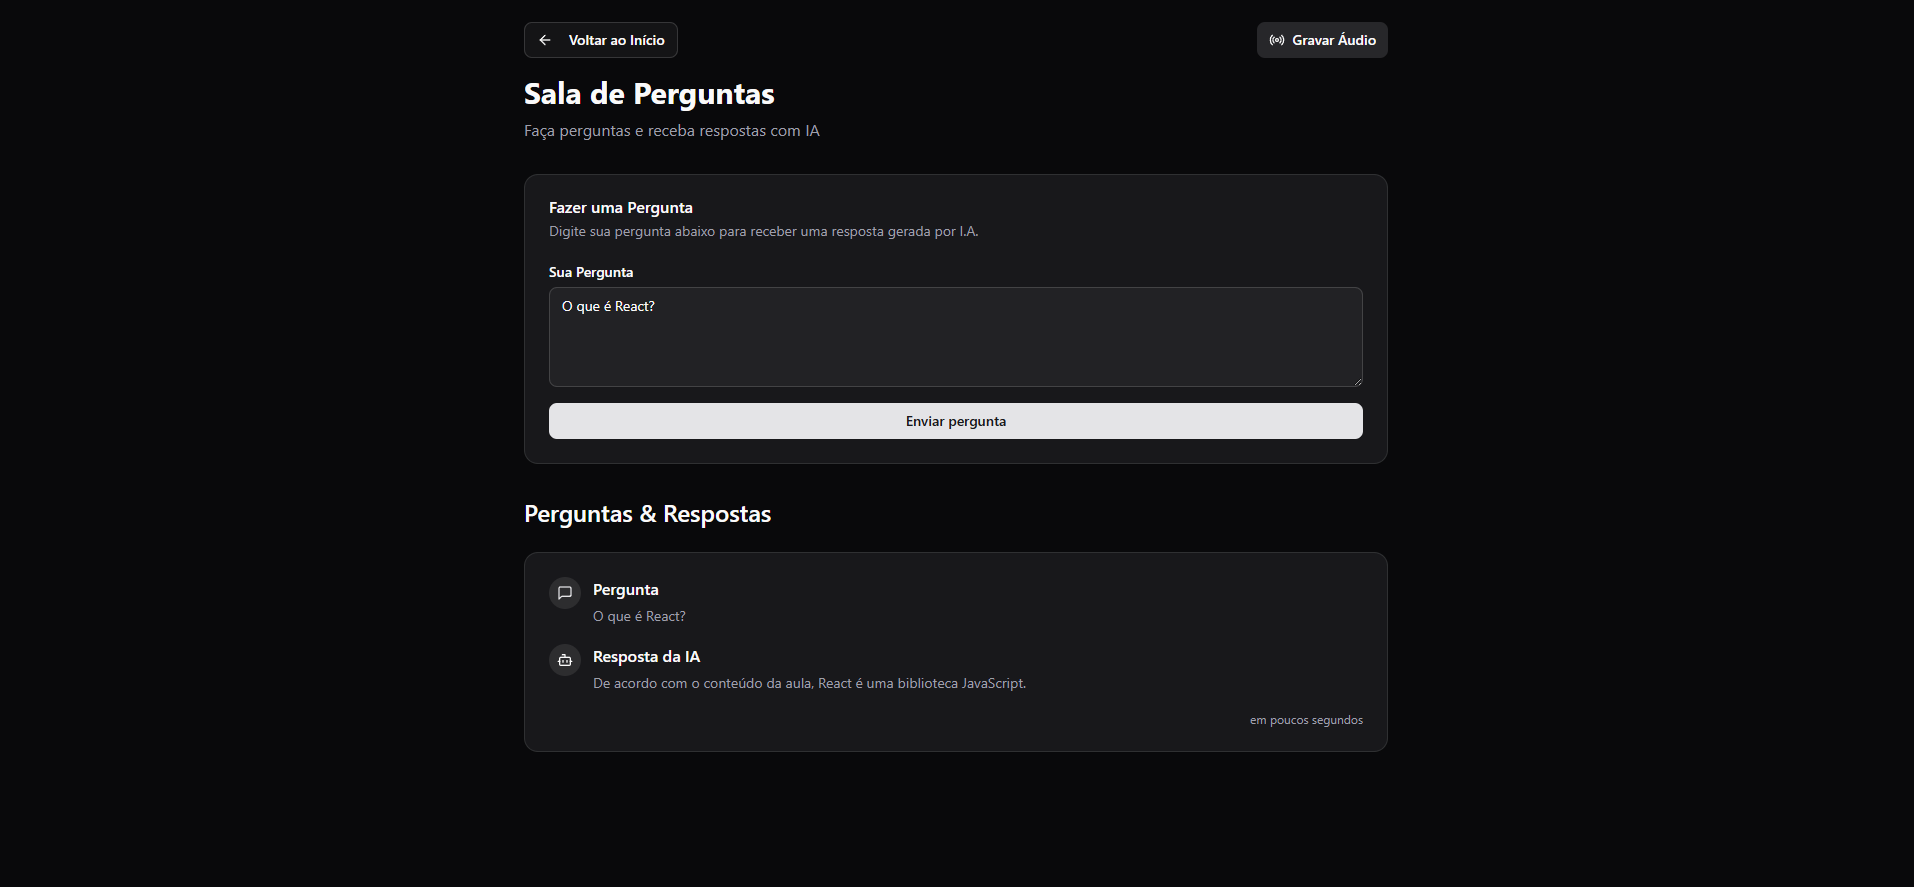 Voltar ao Início
Gravar Áudio
Sala de Perguntas
Faça perguntas e receba respostas com IA
Fazer uma Pergunta
Digite sua pergunta abaixo para receber uma resposta gerada por I.A.
Sua Pergunta
O que é React?
Enviar pergunta
Perguntas & Respostas
Pergunta
O que é React?
Resposta da IA
De acordo com o conteúdo da aula, React é uma biblioteca JavaScript.
em poucos segundos